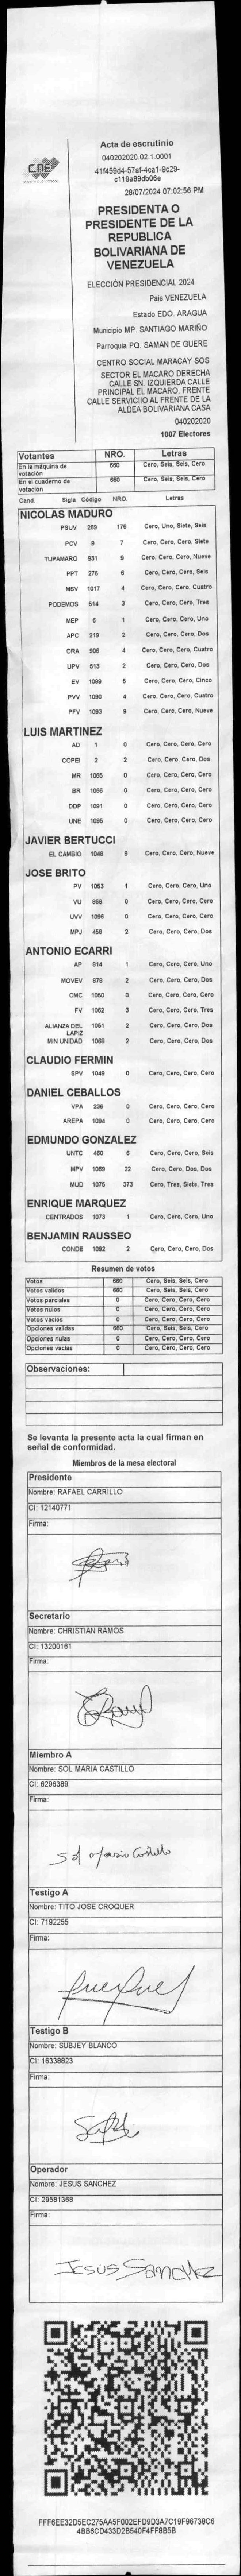 CNE
Acta de escrutinio
040202020.02.1.0001
41f459d4-57af-4ca1-9c29-
c119a89db06e
28/07/2024 07:02:56 PM
PRESIDENTA O
PRESIDENTE DE LA
REPUBLICA
BOLIVARIANA DE
VENEZUELA
ELECCIÓN PRESIDENCIAL 2024
Pais VENEZUELA
Estado EDO. ARAGUA
Municipio MP. SANTIAGO MARIÑO
Parroquia PQ. SAMAN DE GUERE
CENTRO SOCIAL MARACAY SOS
SECTOR EL MACARO DERECHA
CALLE SN. IZQUIERDA CALLE
PRINCIPAL EL MACARO. FRENTE
CALLE SERVICIIO AL FRENTE DE LA
ALDEA BOLIVARIANA CASA
040202020
1007 Electores
Votantes NRO. Letras
En la máquina de votación 660 Cero, Seis, Seis, Cero
En el cuaderno de votación 660 Cero, Seis, Seis, Cero
Cand. Sigla Código NRO. Letras
NICOLAS MADURO
PSUV 269 176 Cero, Uno, Siete, Seis
PCV 9 7 Cero, Cero, Cero, Siete
TUPAMARO 931 9 Cero, Cero, Cero, Nueve
PPT 276 6 Cero, Cero, Cero, Seis
MSV 1017 4 Cero, Cero, Cero, Cuatro
PODEMOS 514 3 Cero, Cero, Cero, Tres
MEP 6 1 Cero, Cero, Cero, Uno
APC 219 2 Cero, Cero, Cero, Dos
ORA 906 4 Cero, Cero, Cero, Cuatro
UPV 613 2 Cero, Cero, Cero, Dos
EV 1089 5 Cero, Cero, Cero, Cinco
PVV 1090 4 Cero, Cero, Cero, Cuatro
PFV 1093 9 Cero, Cero, Cero, Nueve
LUIS MARTINEZ
AD 1 0 Cero, Cero, Cero, Cero
COPEI 2 2 Cero, Cero, Cero, Dos
MR 1065 0 Cero, Cero, Cero, Cero
BR 1066 0 Cero, Cero, Cero, Cero
DDP 1091 0 Cero, Cero, Cero, Cero
UNE 1095 0 Cero, Cero, Cero, Cero
JAVIER BERTUCCI
EL CAMBIO 1048 9 Cero, Cero, Cero, Nueve
JOSE BRITO
PV 1053 1 Cero, Cero, Cero, Uno
VU 868 0 Cero, Cero, Cero, Cero
UVV 1096 0 Cero, Cero, Cero, Cero
MPJ 458 2 Cero, Cero, Cero, Dos
ANTONIO ECARRI
AP 814 1 Cero, Cero, Cero, Uno
MOVEV 878 2 Cero, Cero, Cero, Dos
CMC 1050 0 Cero, Cero, Cero, Cero
FV 1062 3 Cero, Cero, Cero, Tres
ALIANZA DEL LAPIZ 1051 2 Cero, Cero, Cero, Dos
MIN UNIDAD 1068 2 Cero, Cero, Cero, Dos
CLAUDIO FERMIN
SPV 1049 0 Cero, Cero, Cero, Cero
DANIEL CEBALLOS
VPA 236 0 Cero, Cero, Cero, Cero
AREPA 1094 0 Cero, Cero, Cero, Cero
EDMUNDO GONZALEZ
UNTC 460 6 Cero, Cero, Cero, Seis
MPV 1069 22 Cero, Cero, Dos, Dos
MUD 1075 373 Cero, Tres, Siete, Tres
ENRIQUE MARQUEZ
CENTRADOS 1073 1 Cero, Cero, Cero, Uno
BENJAMIN RAUSSEO
CONDE 1092 2 Cero, Cero, Cero, Dos
Resumen de votos
Votos 660 Cero, Seis, Seis, Cero
Votos validos 660 Cero, Seis, Seis, Cero
Votos parciales 0 Cero, Cero, Cero, Cero
Votos nulos 0 Cero, Cero, Cero, Cero
Votos vacios 0 Cero, Cero, Cero, Cero
Opciones validas 660 Cero, Seis, Seis, Cero
Opciones nulas 0 Cero, Cero, Cero, Cero
Opciones vacias 0 Cero, Cero, Cero, Cero
Observaciones:
Se levanta la presente acta la cual firman en
señal de conformidad.
Miembros de la mesa electoral
Presidente
Nombre: RAFAEL CARRILLO
CI: 12140771
Firma:
Secretario
Nombre: CHRISTIAN RAMOS
CI: 13200161
Firma:
Miembro A
Nombre: SOL MARIA CASTILLO
CI: 6296389
Firma:
Sol Maria Castillo
Testigo A
Nombre: TITO JOSE CROQUER
CI: 7192255
Firma:
Testigo B
Nombre: SUBJEY BLANCO
CI: 16338823
Firma:
Operador
Nombre: JESUS SANCHEZ
CI: 29581368
Firma:
JESUS SANCHEZ
FFF6EE32D5EC275AA5F002EFD9D3A7C19F96738C6
4BB6CD433D2B540F4FF8B5B